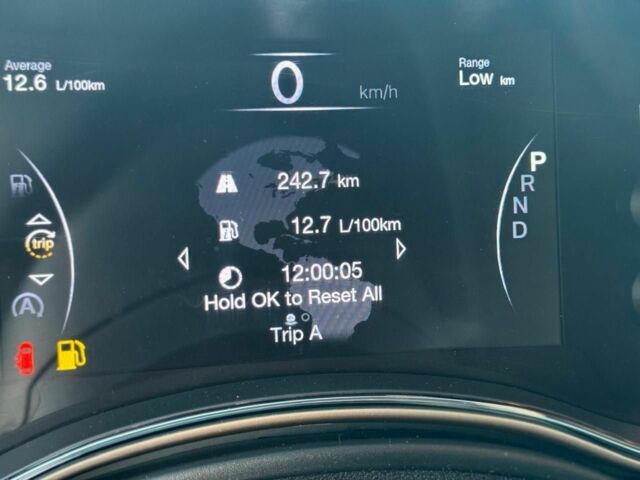 Average
12.6 L/100km
0 km/h
Range
Low km
242.7 km
12.7 L/100km
12:00:05
Hold OK to Reset All
Trip A
trip
A
P
R
N
D